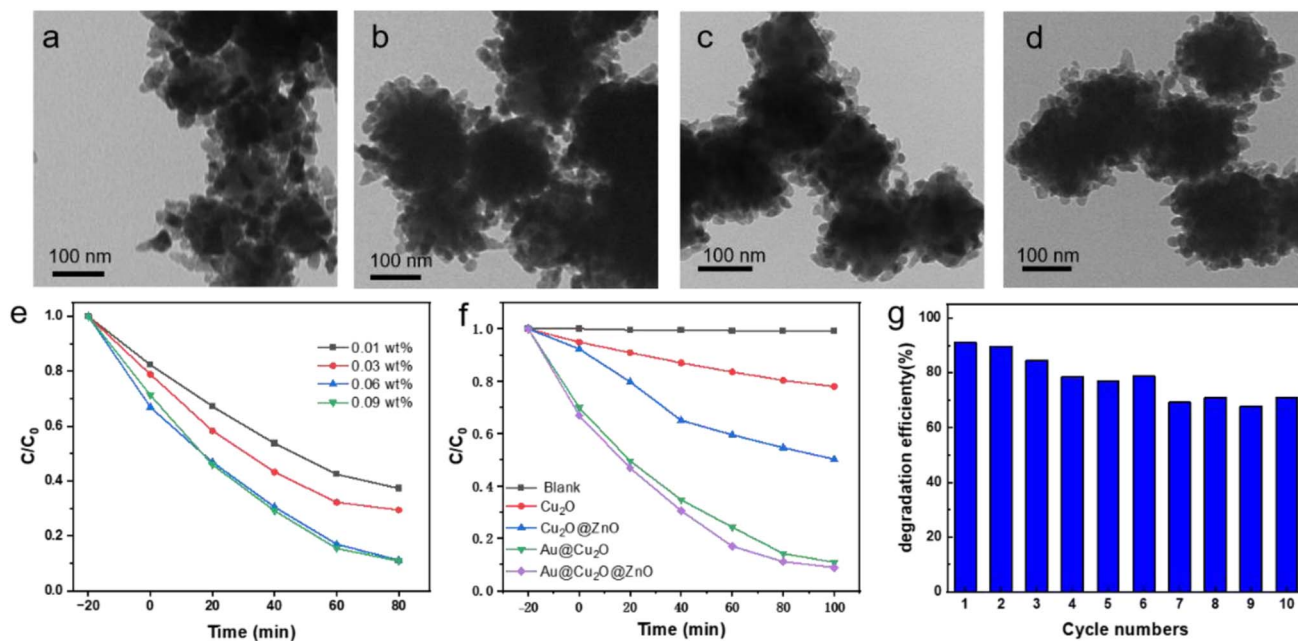 a
100 nm
b
100 nm
c
100 nm
d
100 nm
e
C/C0
1.0
0.8
0.6
0.4
0.2
0.0
−20
0
20
40
60
80
Time (min)
0.01 wt%
0.03 wt%
0.06 wt%
0.09 wt%
f
C/C0
1.0
0.8
0.6
0.4
0.2
0.0
−20
0
20
40
60
80
100
Time (min)
Blank
Cu2O
Cu2O@ZnO
Au@Cu2O
Au@Cu2O@ZnO
g
degradation efficienty(%)
100
80
60
40
20
0
1
2
3
4
5
6
7
8
9
10
Cycle numbers